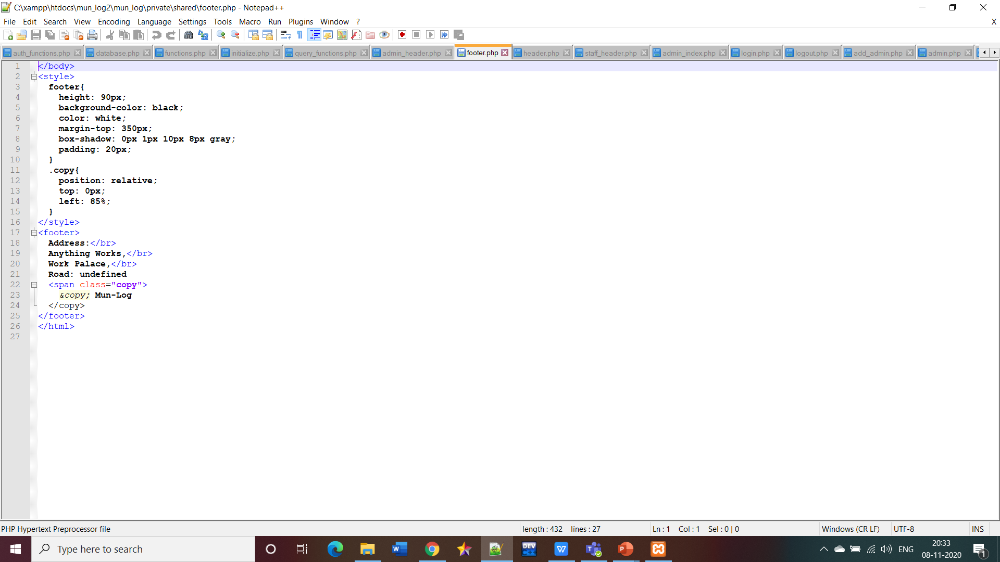 C:\xampp\htdocs\mun_log2\mun_log\private\shared\footer.php - Notepad++
File Edit Search View Encoding Language Settings Tools Macro Run Plugins Window ? X
auth_functions.php database.php functions.php initialize.php query_functions.php admin_header.php footer.php header.php staff_header.php admin_index.php login.php logout.php add_admin.php admin.php
1 </body>
2 <style>
3 footer{
4 height: 90px;
5 background-color: black;
6 color: white;
7 margin-top: 350px;
8 box-shadow: 0px 1px 10px 8px gray;
9 padding: 20px;
10 }
11 .copy{
12 position: relative;
13 top: 0px;
14 left: 85%;
15 }
16 </style>
17 <footer>
18 Address:</br>
19 Anything Works,</br>
20 Work Palace,</br>
21 Road: undefined
22 <span class="copy">
23 &copy; Mun-Log
24 </copy>
25 </footer>
26 </html>
27
PHP Hypertext Preprocessor file length : 432 lines : 27 Ln : 1 Col : 1 Sel : 0 | 0 Windows (CR LF) UTF-8 INS
Type here to search
DEV C++
ENG
20:33
08-11-2020
1